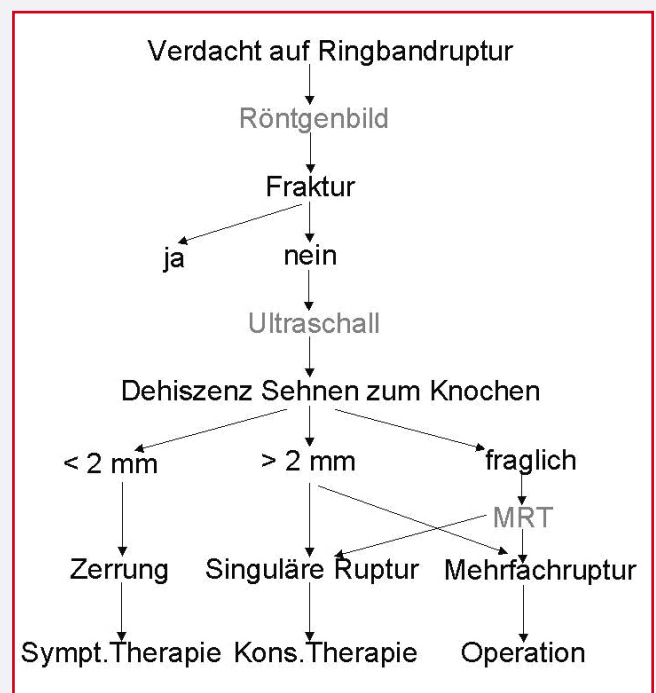 Verdacht auf Ringbandruptur
Röntgenbild
Fraktur
ja
nein
Ultraschall
Dehiszenz Sehnen zum Knochen
< 2 mm
> 2 mm
fraglich
MRT
Zerrung
Singuläre Ruptur
Mehrfachruptur
Sympt.Therapie
Kons.Therapie
Operation